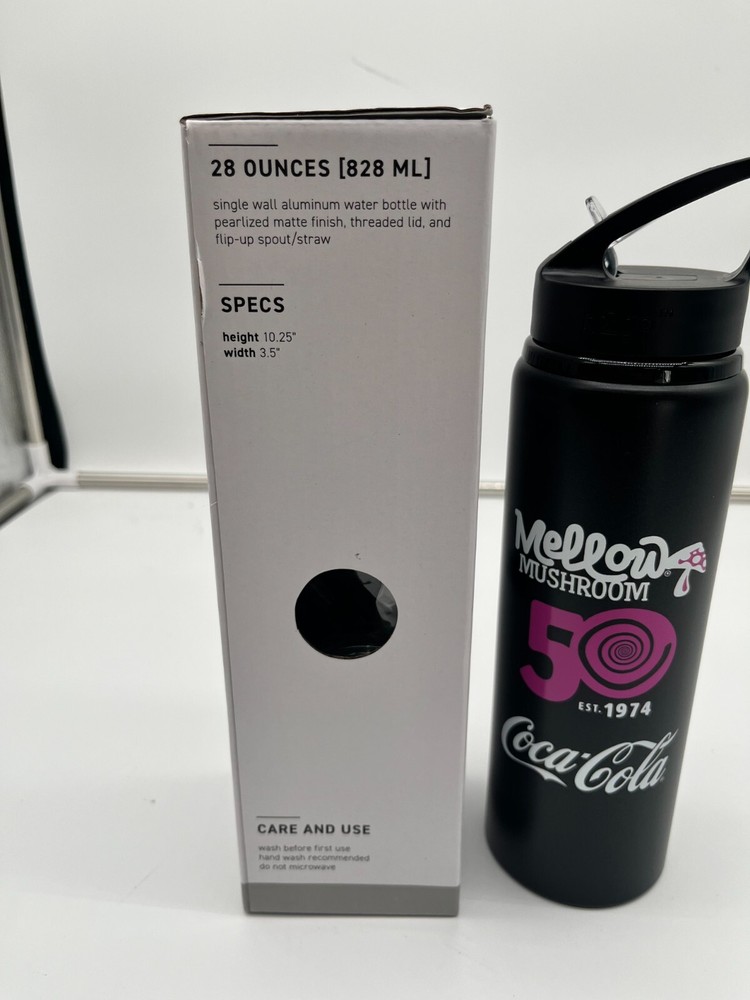 28 OUNCES [828 ML]
single wall aluminum water bottle with
pearlized matte finish, threaded lid, and
flip-up spout/straw
SPECS
height 10.25"
width 3.5"
CARE AND USE
wash before first use
hand wash recommended
do not microwave
Mellow®
MUSHROOM
50
EST. 1974
Coca-Cola